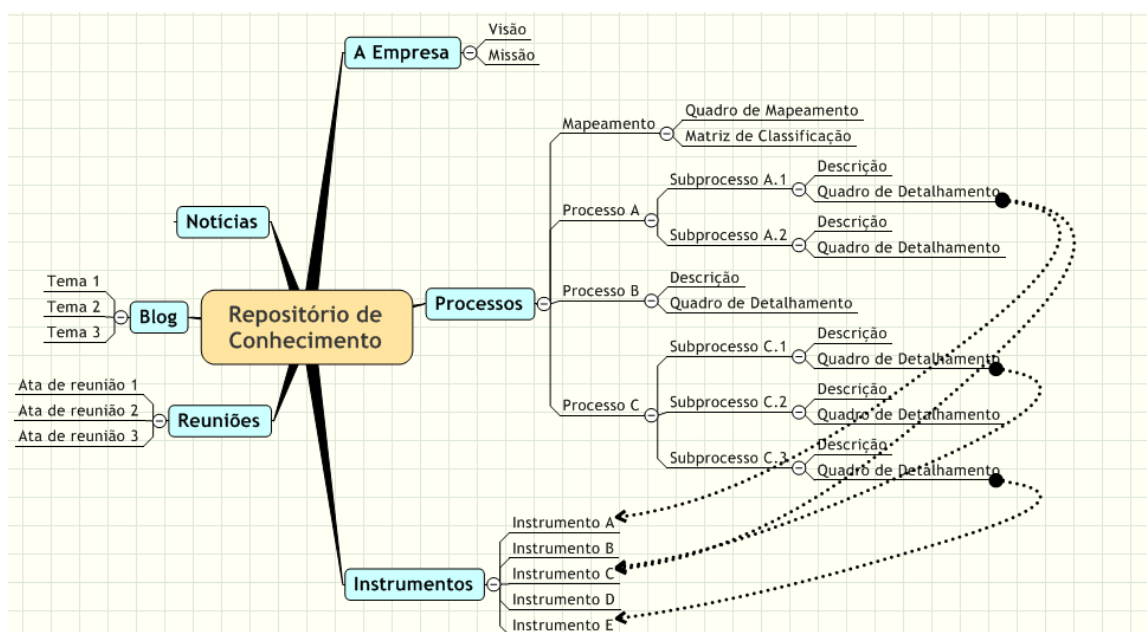 Repositório de
Conhecimento
A Empresa
Visão
Missão
Processos
Mapeamento
Quadro de Mapeamento
Matriz de Classificação
Processo A
Subprocesso A.1
Descrição
Quadro de Detalhamento
Subprocesso A.2
Descrição
Quadro de Detalhamento
Processo B
Descrição
Quadro de Detalhamento
Processo C
Subprocesso C.1
Descrição
Quadro de Detalhamento
Subprocesso C.2
Descrição
Quadro de Detalhamento
Subprocesso C.3
Descrição
Quadro de Detalhamento
Instrumentos
Instrumento A
Instrumento B
Instrumento C
Instrumento D
Instrumento E
Notícias
Blog
Tema 1
Tema 2
Tema 3
Reuniões
Ata de reunião 1
Ata de reunião 2
Ata de reunião 3